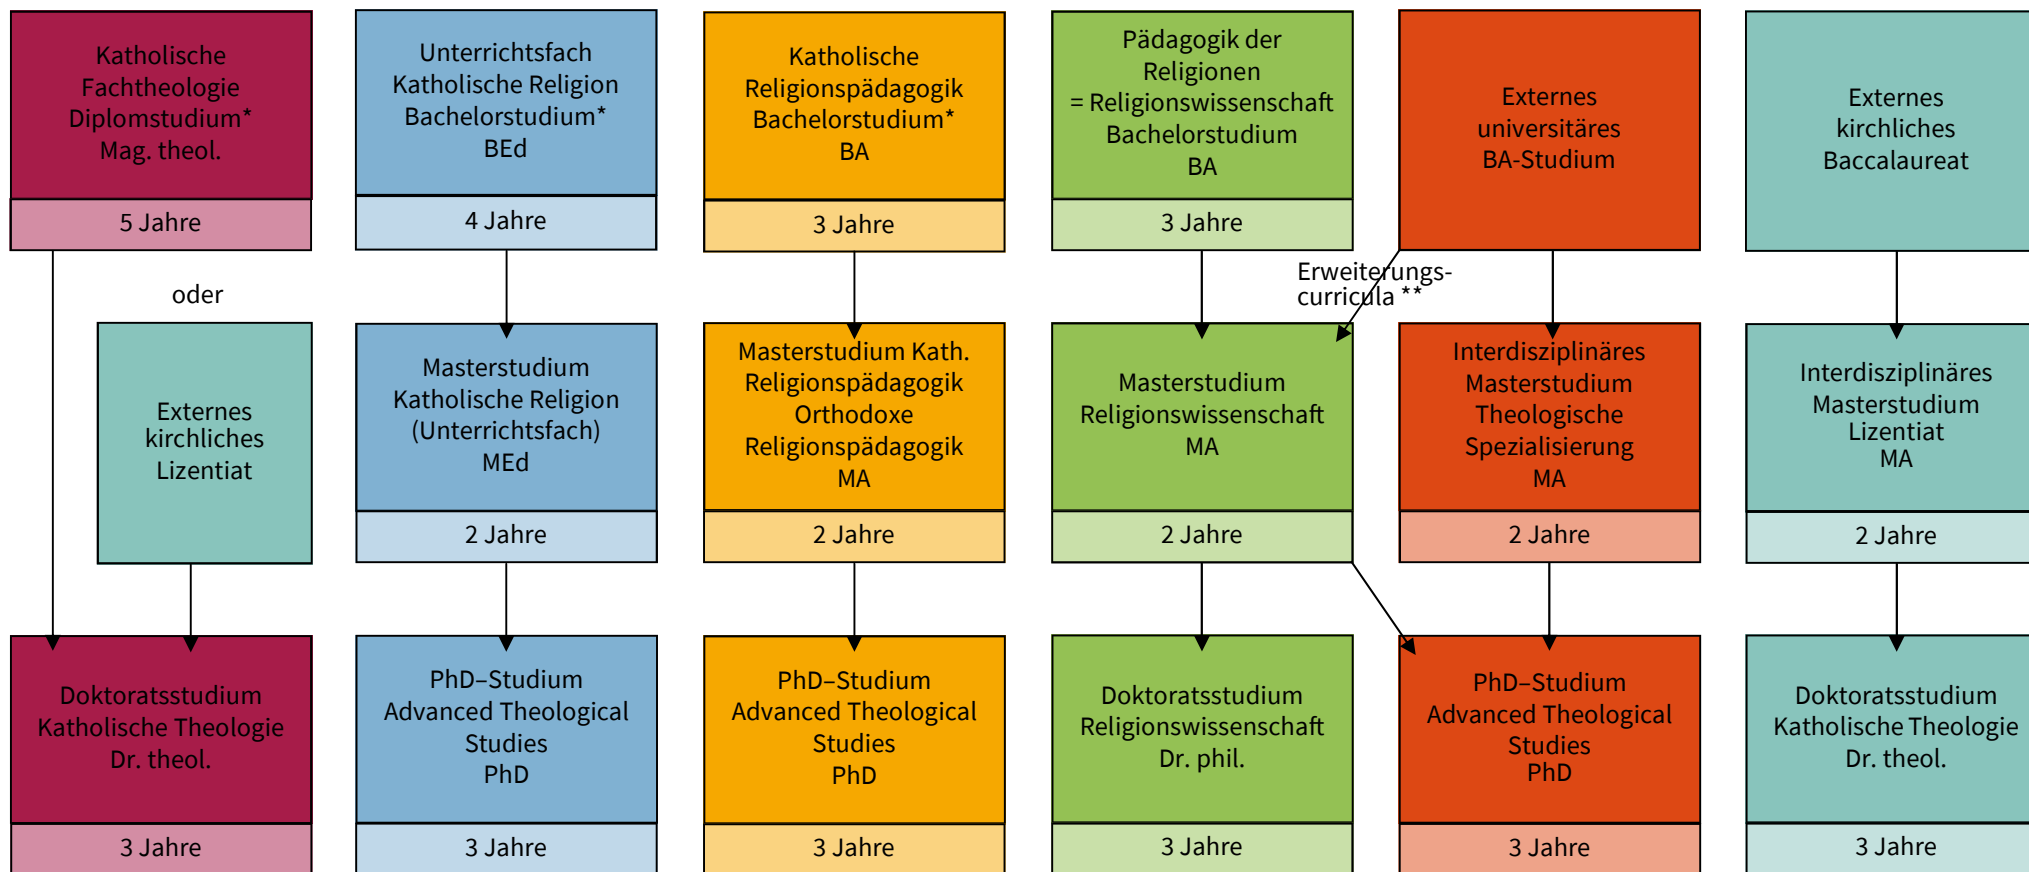 Katholische
Fachtheologie
Diplomstudium*
Mag. theol.
5 Jahre
Unterrichtsfach
Katholische Religion
Bachelorstudium*
BEd
4 Jahre
Katholische
Religionspädagogik
Bachelorstudium*
BA
3 Jahre
Pädagogik der
Religionen
= Religionswissenschaft
Bachelorstudium
BA
3 Jahre
Externes
universitäres
BA-Studium
Externes
kirchliches
Baccalaureat
oder
Erweiterungs-
curricula **
Externes
kirchliches
Lizentiat
Masterstudium
Katholische Religion
(Unterrichtsfach)
MEd
2 Jahre
Masterstudium Kath.
Religionspädagogik
Orthodoxe
Religionspädagogik
MA
2 Jahre
Masterstudium
Religionswissenschaft
MA
2 Jahre
Interdisziplinäres
Masterstudium
Theologische
Spezialisierung
MA
2 Jahre
Interdisziplinäres
Masterstudium
Lizentiat
MA
2 Jahre
Doktoratsstudium
Katholische Theologie
Dr. theol.
3 Jahre
PhD–Studium
Advanced Theological
Studies
PhD
3 Jahre
PhD–Studium
Advanced Theological
Studies
PhD
3 Jahre
Doktoratsstudium
Religionswissenschaft
Dr. phil.
3 Jahre
PhD–Studium
Advanced Theological
Studies
PhD
3 Jahre
Doktoratsstudium
Katholische Theologie
Dr. theol.
3 Jahre